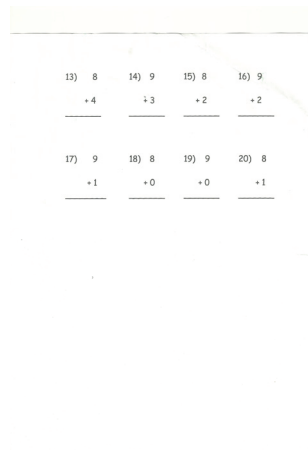 13) 8 14) 9 15) 8 16) 9
+ 4 + 3 + 2 + 2
17) 9 18) 8 19) 9 20) 8
+ 1 + 0 + 0 + 1